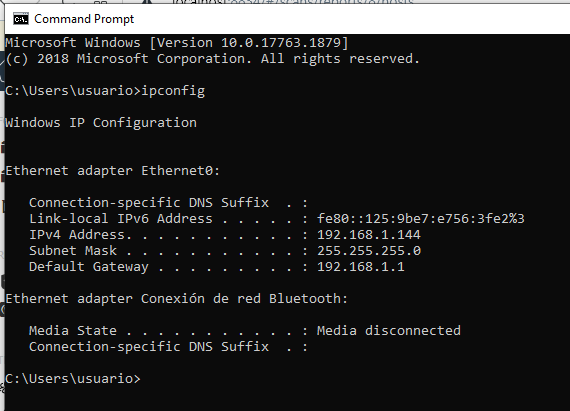 Command Prompt
Microsoft Windows [Version 10.0.17763.1879]
(c) 2018 Microsoft Corporation. All rights reserved.
C:\Users\usuario>ipconfig
Windows IP Configuration
Ethernet adapter Ethernet0:
Connection-specific DNS Suffix . :
Link-local IPv6 Address . . . . . : fe80::125:9be7:e756:3fe2%3
IPv4 Address. . . . . . . . . . . : 192.168.1.144
Subnet Mask . . . . . . . . . . . : 255.255.255.0
Default Gateway . . . . . . . . . : 192.168.1.1
Ethernet adapter Conexión de red Bluetooth:
Media State . . . . . . . . . . . : Media disconnected
Connection-specific DNS Suffix . :
C:\Users\usuario>